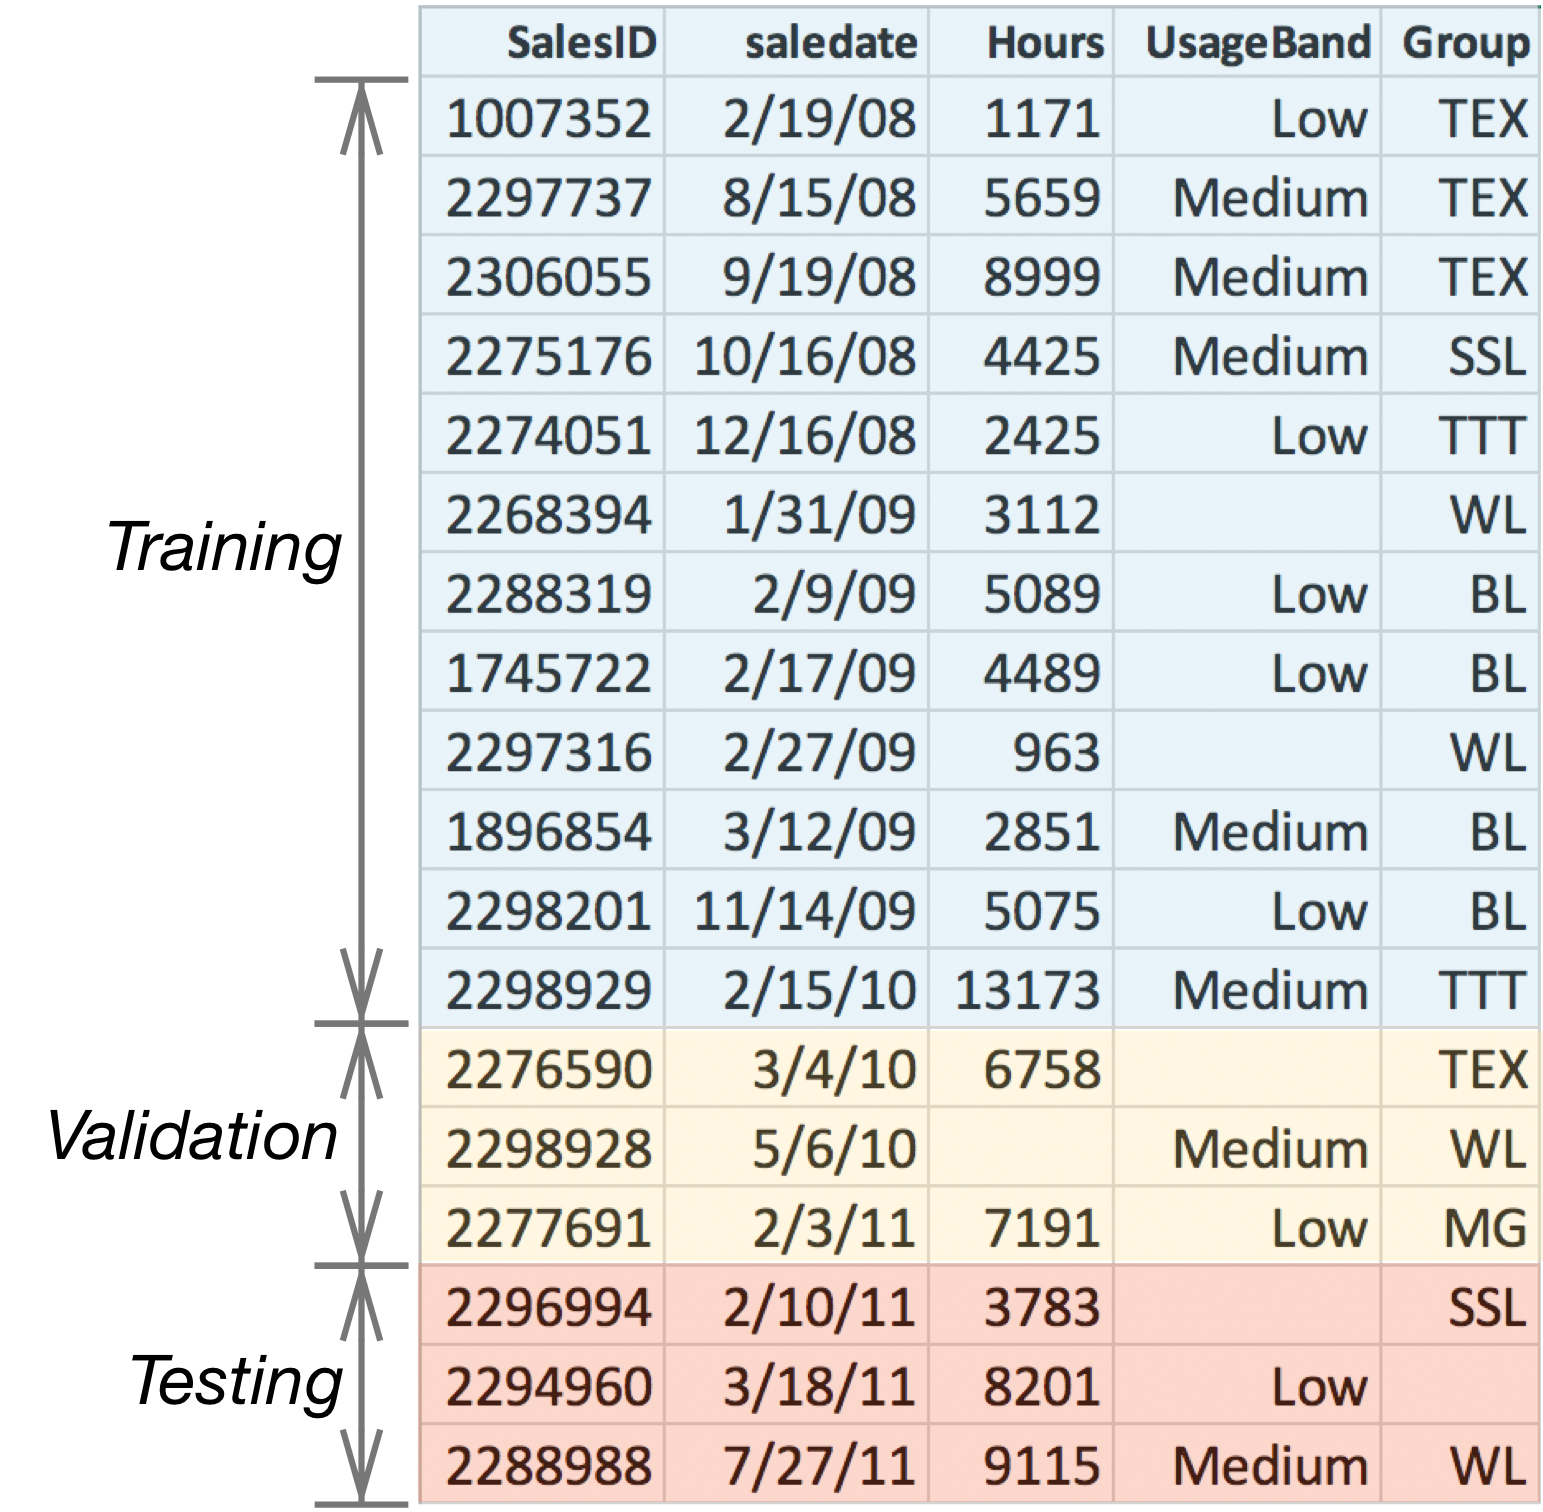 SalesID saledate Hours UsageBand Group
1007352 2/19/08 1171 Low TEX
2297737 8/15/08 5659 Medium TEX
2306055 9/19/08 8999 Medium TEX
2275176 10/16/08 4425 Medium SSL
2274051 12/16/08 2425 Low TTT
2268394 1/31/09 3112 WL
Training
2288319 2/9/09 5089 Low BL
1745722 2/17/09 4489 Low BL
2297316 2/27/09 963 WL
1896854 3/12/09 2851 Medium BL
2298201 11/14/09 5075 Low BL
2298929 2/15/10 13173 Medium TTT
2276590 3/4/10 6758 TEX
Validation
2298928 5/6/10 Medium WL
2277691 2/3/11 7191 Low MG
2296994 2/10/11 3783 SSL
Testing
2294960 3/18/11 8201 Low
2288988 7/27/11 9115 Medium WL